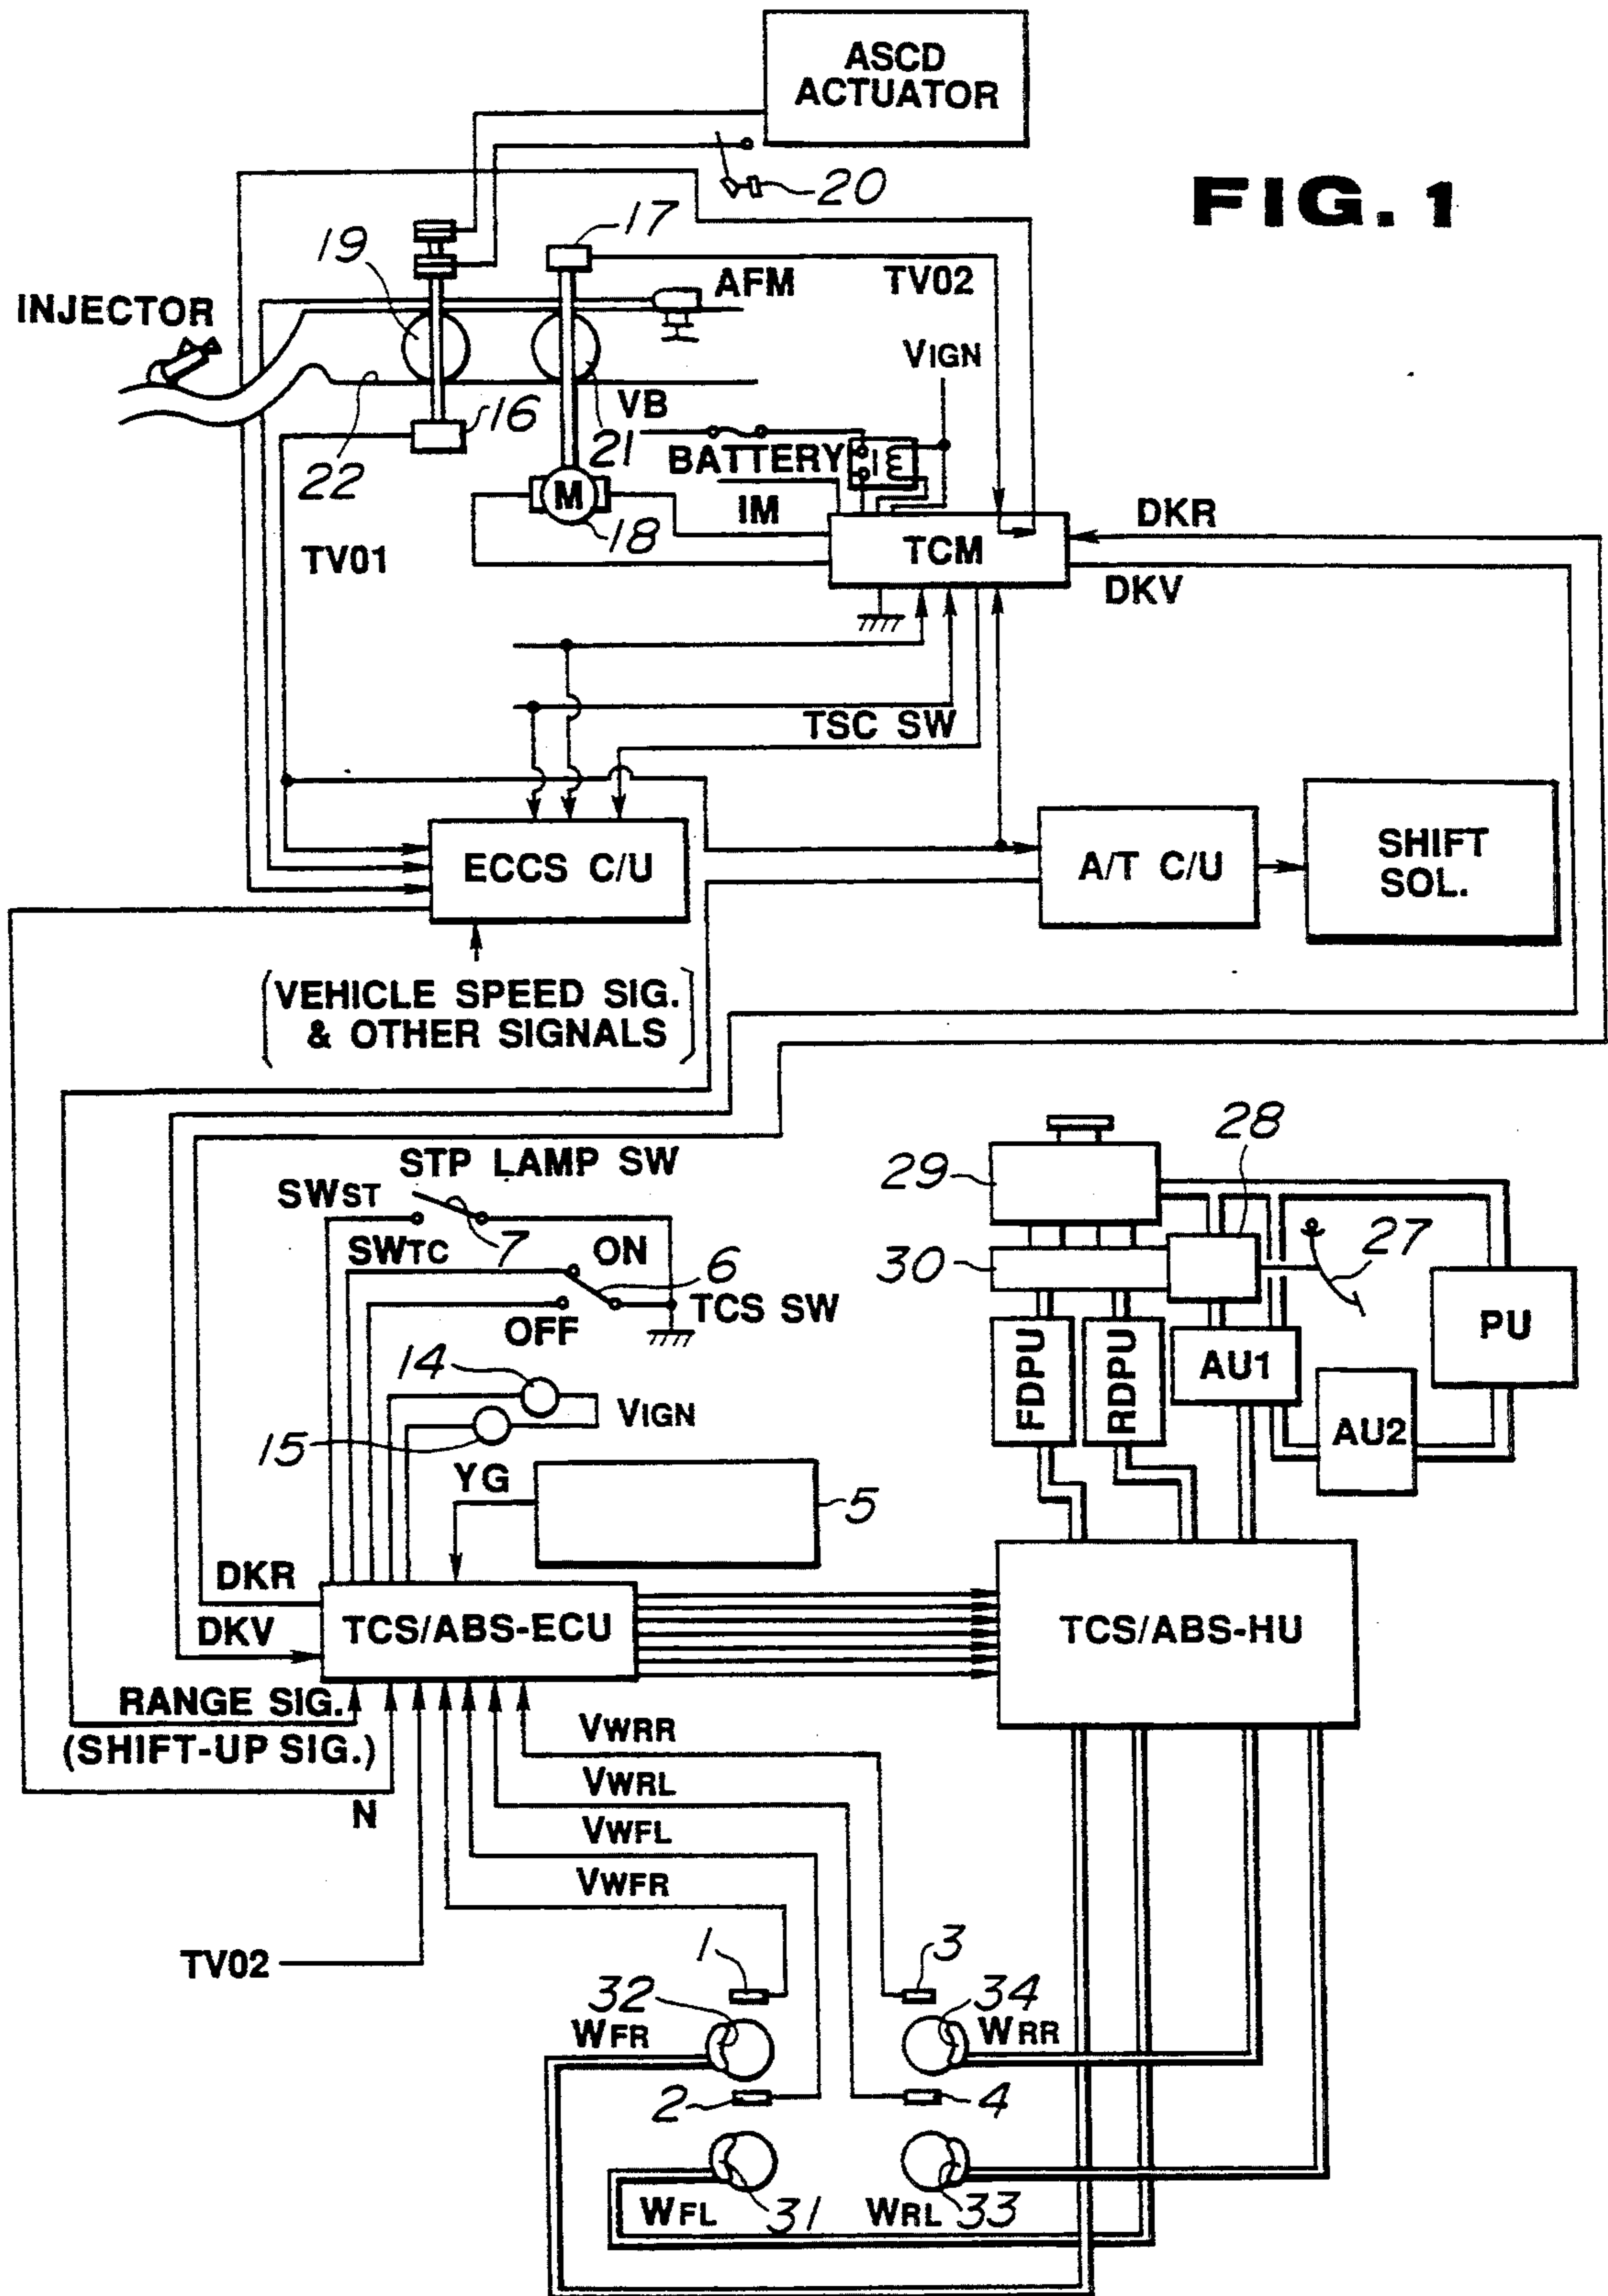 ASCD
ACTUATOR
FIG. 1
20
17
19
AFM
TV02
INJECTOR
VIGN
16
VB
21
BATTERY
22
M
IM
18
DKR
TV01
TCM
DKV
TSC SW
ECCS C/U
A/T C/U
SHIFT
SOL.
(VEHICLE SPEED SIG.
& OTHER SIGNALS)
28
STP LAMP SW
29
SWST
7
27
SWTC
ON
6
30
TCS SW
OFF
PU
14
FDPU
RDPU
AU1
VIGN
15
AU2
YG
5
DKR
DKV
TCS/ABS-ECU
TCS/ABS-HU
RANGE SIG.
(SHIFT-UP SIG.)
VWRR
VWRL
N
VWFL
VWFR
1
3
TV02
32
34
WFR
WRR
2
4
WFL
31
WRL
33